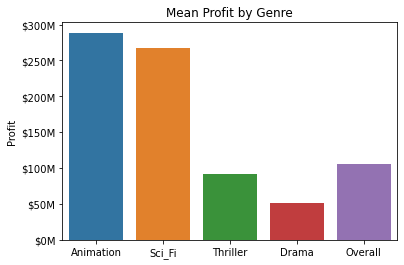 Mean Profit by Genre
$300M
$250M
$200M
$150M
$100M
$50M
$0M
Profit
Animation Sci_Fi Thriller Drama Overall